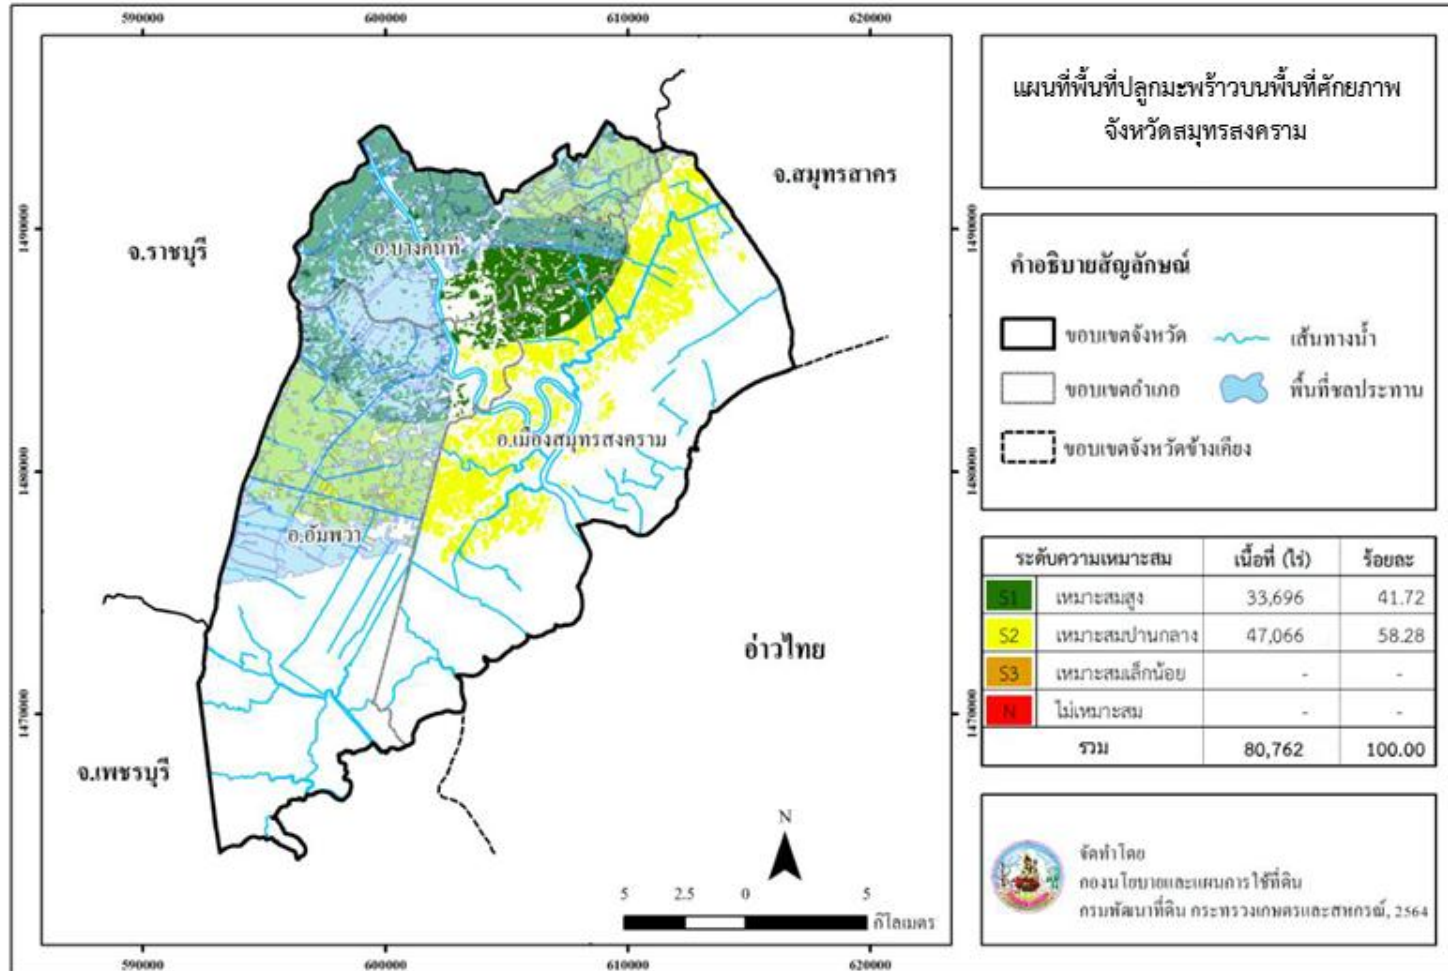 590000 600000 610000 620000
แผนที่พื้นที่ปลูกมะพร้าวบนพื้นที่ศักยภาพ
จังหวัดสมุทรสงคราม
จ.สมุทรสาคร
1490000 1490000
จ.ราชบุรี
อ.บางคนที
คำอธิบายสัญลักษณ์
ขอบเขตจังหวัด เส้นทางน้ำ
ขอบเขตอำเภอ พื้นที่ชลประทาน
ขอบเขตจังหวัดข้างเคียง
อ.เมืองสมุทรสงคราม
1480000 1480000
อ.อัมพวา
ระดับความเหมาะสม เนื้อที่ (ไร่) ร้อยละ
S1 เหมาะสมสูง 33,696 41.72
S2 เหมาะสมปานกลาง 47,066 58.28
S3 เหมาะสมเล็กน้อย - -
N ไม่เหมาะสม - -
รวม 80,762 100.00
อ่าวไทย
1470000 1470000
จ.เพชรบุรี
N
5 2.5 0 5
กิโลเมตร
จัดทำโดย
กองนโยบายและแผนการใช้ที่ดิน
กรมพัฒนาที่ดิน กระทรวงเกษตรและสหกรณ์, 2564
590000 600000 610000 620000